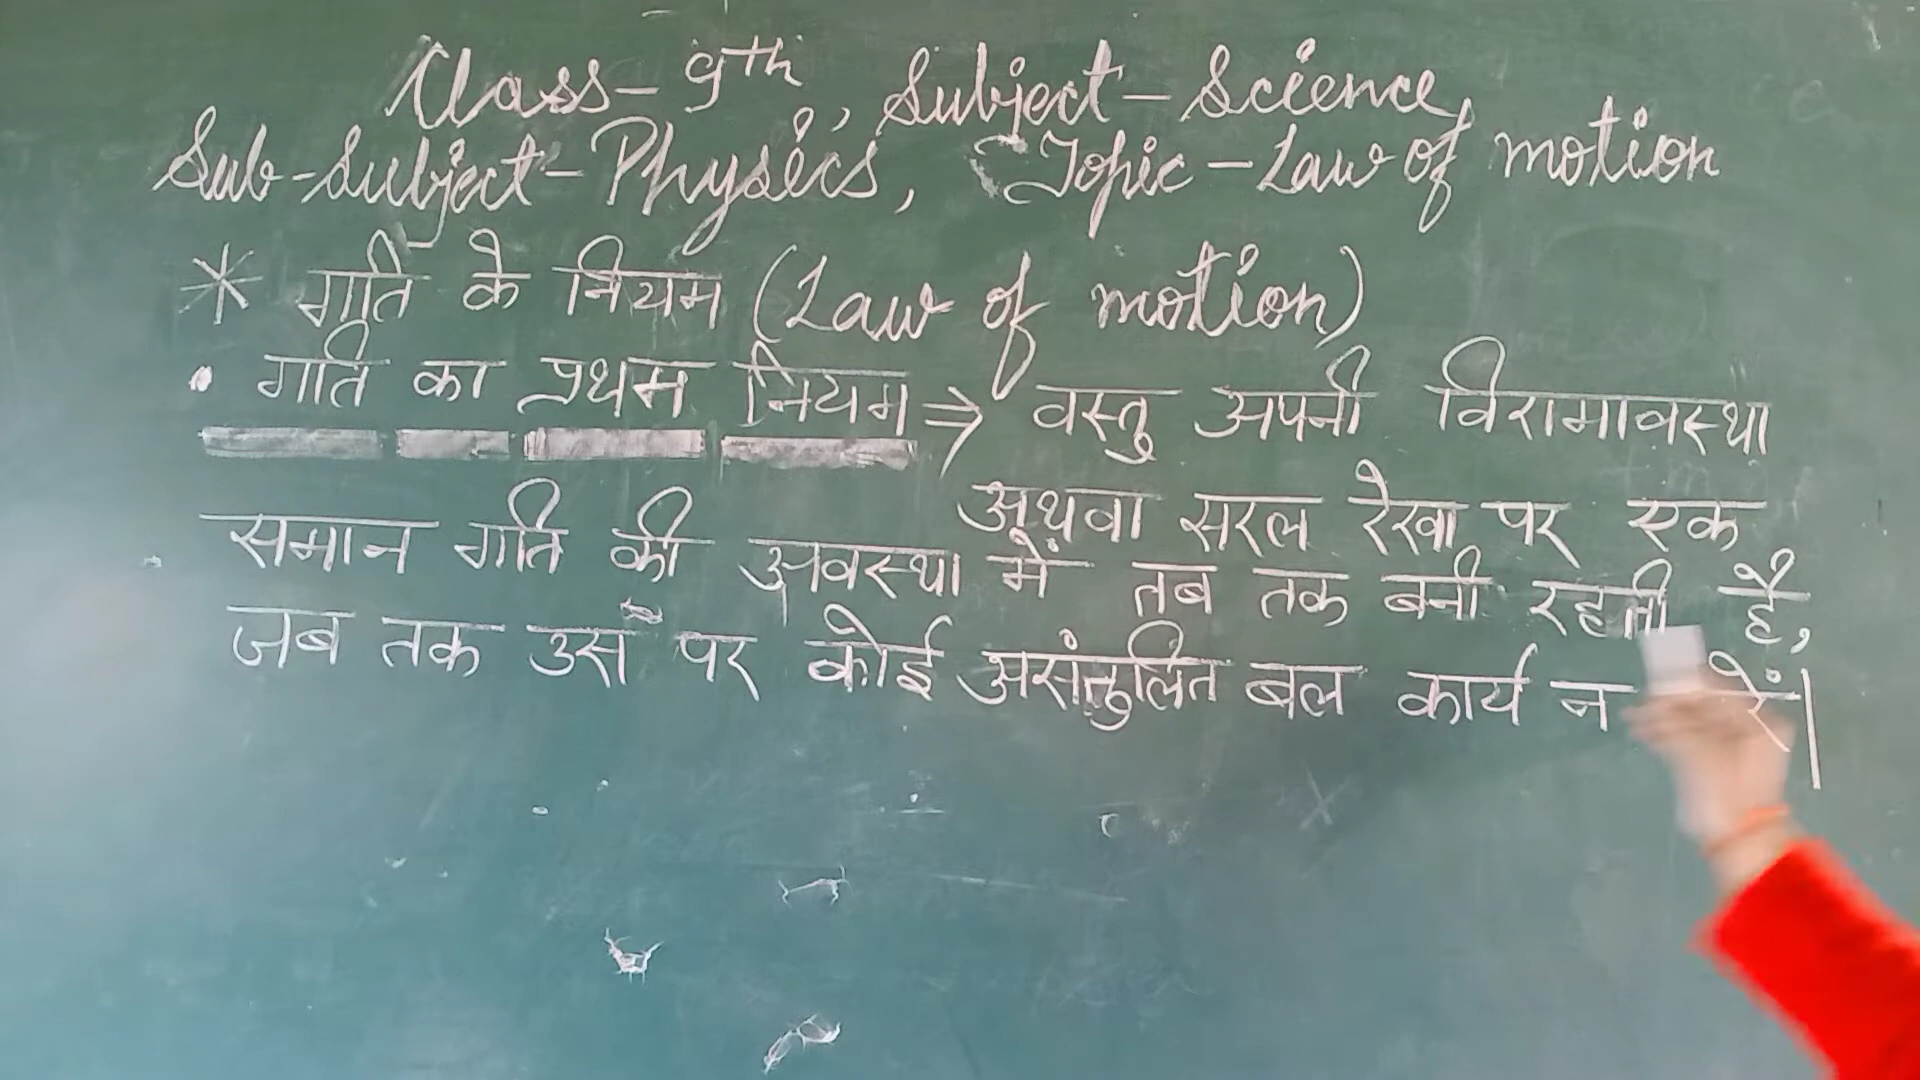 Class-9th, Subject-Science,
Sub-Subject-Physics, Topic-Law of motion
* गति के नियम (Law of motion)
• गति का प्रथम नियम ⇒ वस्तु अपनी विरामावस्था
अथवा सरल रेखा पर एक
समान गति की अवस्था में तब तक बनी रहती है,
जब तक उस पर कोई असंतुलित बल कार्य न